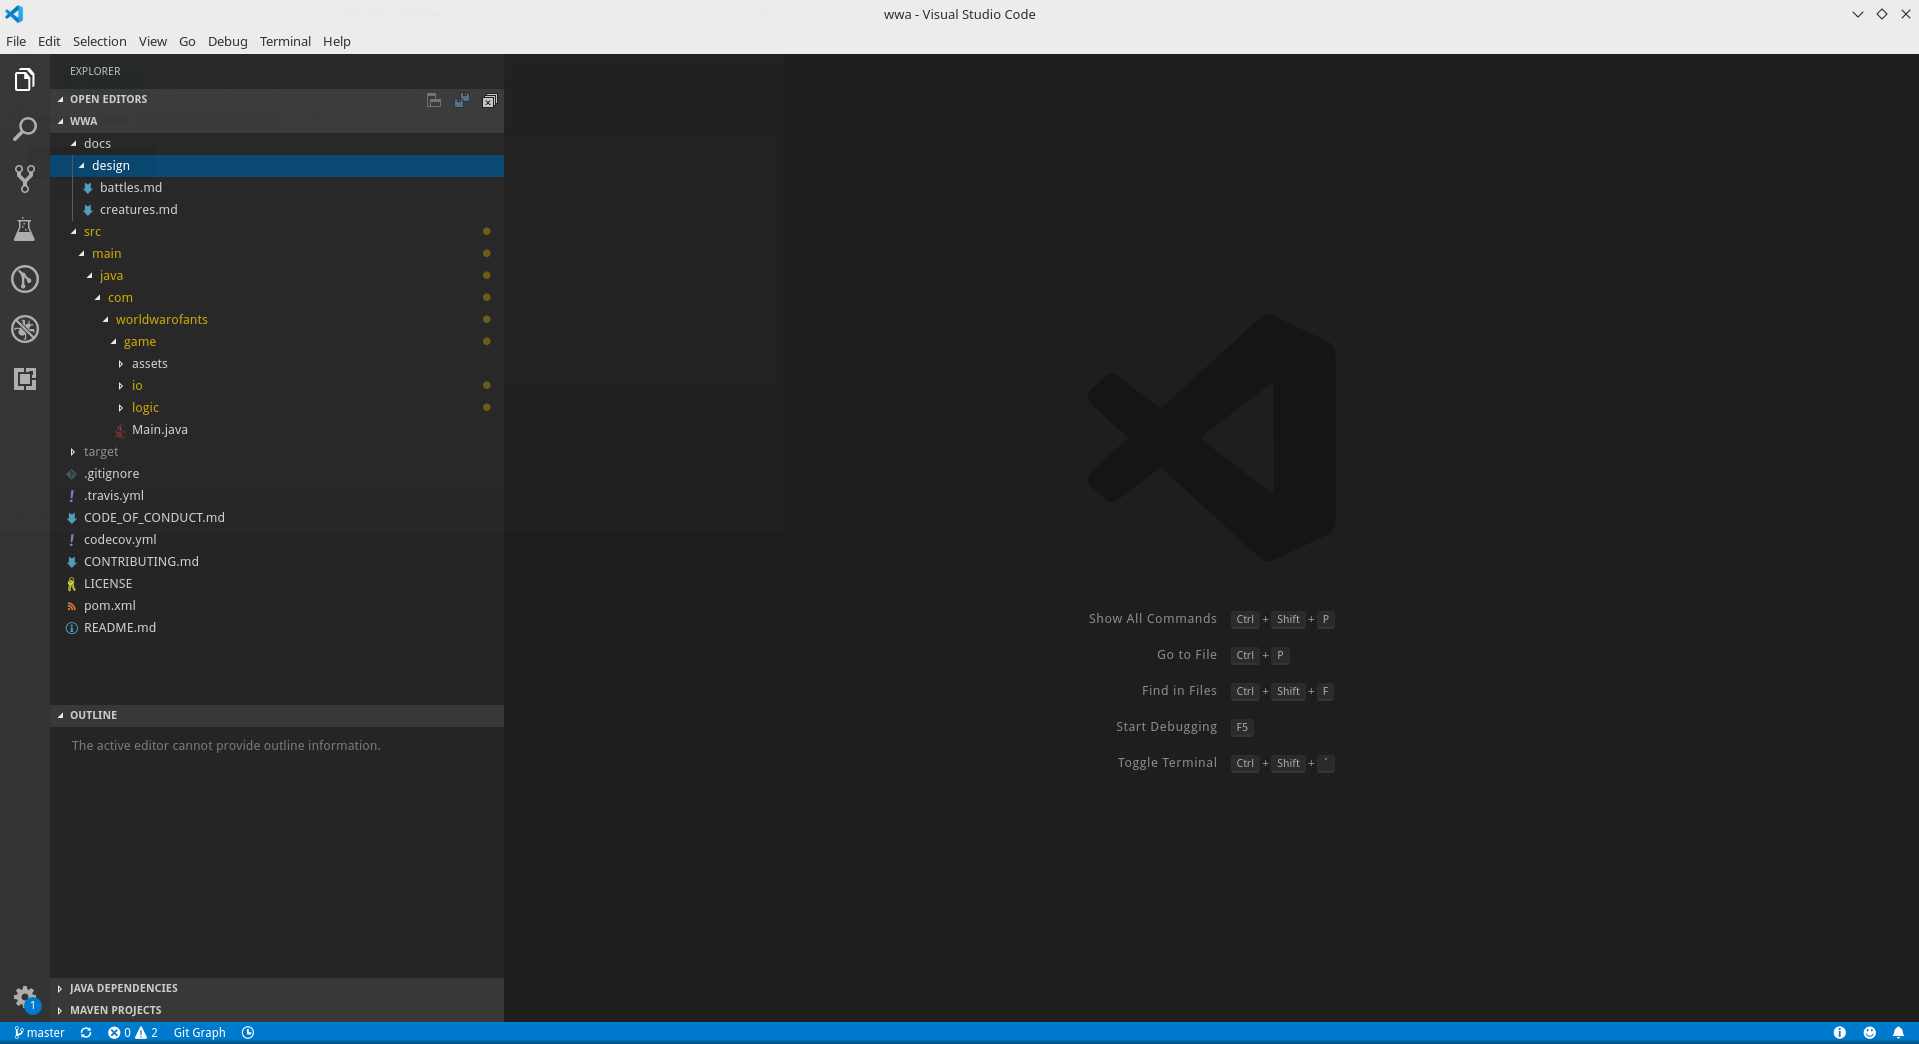 wwa - Visual Studio Code
File Edit Selection View Go Debug Terminal Help
EXPLORER
OPEN EDITORS
WWA
docs
design
battles.md
creatures.md
src
main
java
com
worldwarofants
game
assets
io
logic
Main.java
target
.gitignore
.travis.yml
CODE_OF_CONDUCT.md
codecov.yml
CONTRIBUTING.md
LICENSE
pom.xml
README.md
OUTLINE
The active editor cannot provide outline information.
JAVA DEPENDENCIES
MAVEN PROJECTS
Show All Commands Ctrl + Shift + P
Go to File Ctrl + P
Find in Files Ctrl + Shift + F
Start Debugging F5
Toggle Terminal Ctrl + Shift + ´
1
master 0 2 Git Graph